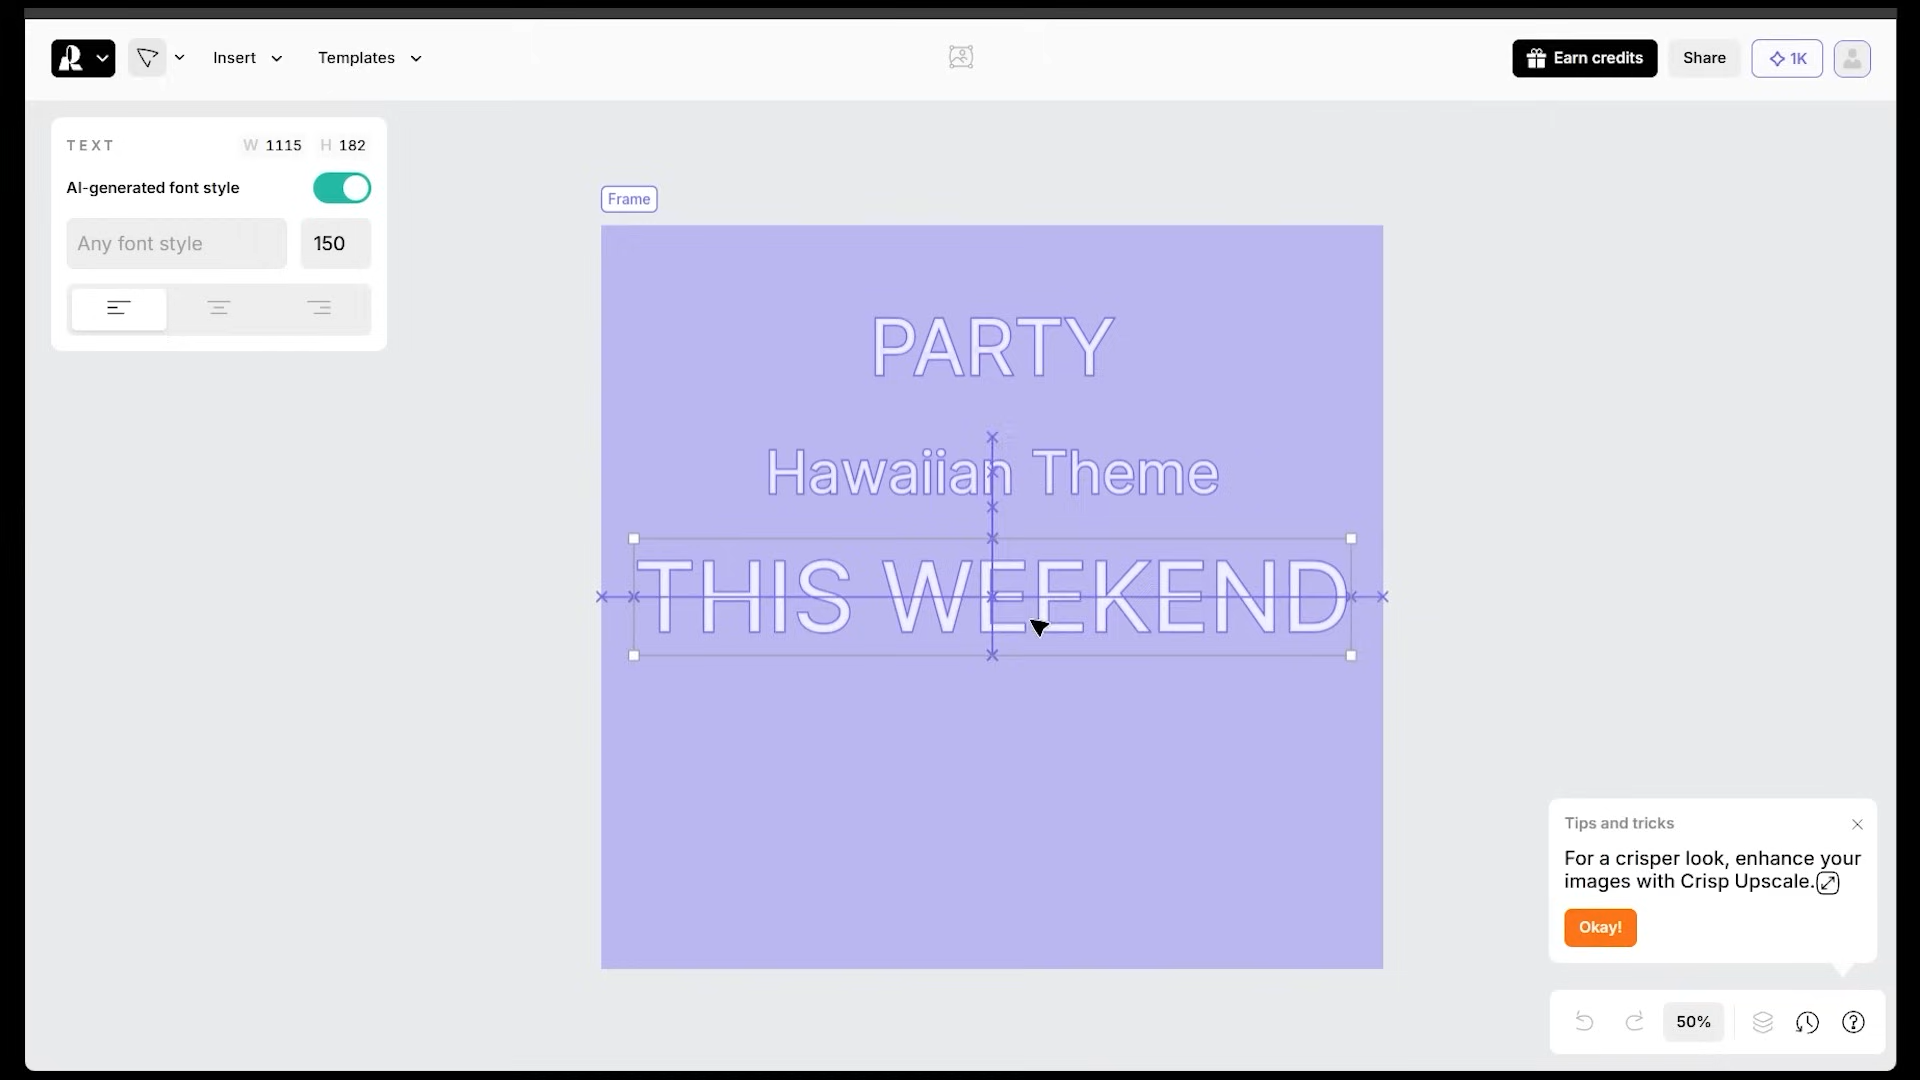 Insert
Templates
Earn credits
Share
1K
TEXT
W 1115
H 182
AI-generated font style
Any font style
150
Frame
PARTY
Hawaiian Theme
THIS WEEKEND
Tips and tricks
For a crisper look, enhance your
images with Crisp Upscale.
Okay!
50%